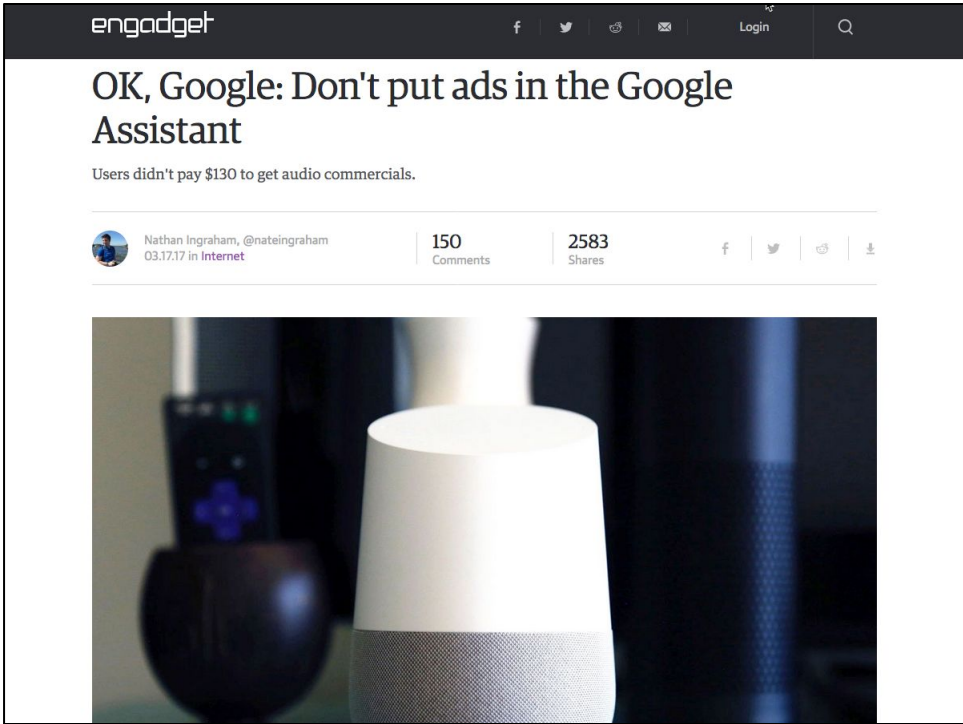 engadget
Login
OK, Google: Don't put ads in the Google
Assistant
Users didn't pay $130 to get audio commercials.
Nathan Ingraham, @nateingraham
03.17.17 in Internet
150
Comments
2583
Shares